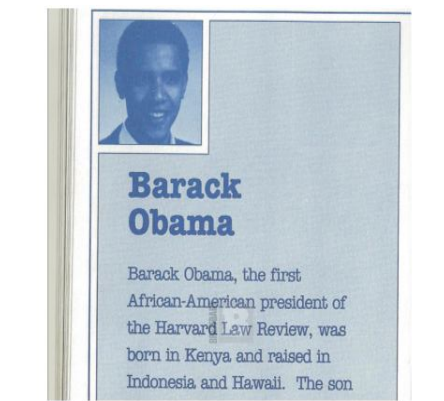 Barack
Obama
Barack Obama, the first
African-American president of
the Harvard Law Review, was
born in Kenya and raised in
Indonesia and Hawaii. The son